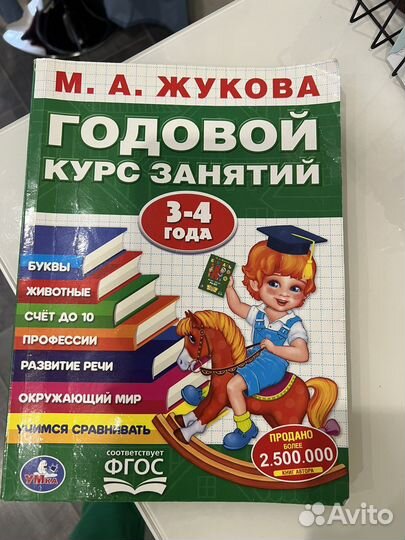 М. А. ЖУКОВА
ГОДОВОЙ
КУРС ЗАНЯТИЙ
3-4
ГОДА
БУКВЫ
ЖИВОТНЫЕ
СЧЁТ ДО 10
ПРОФЕССИИ
РАЗВИТИЕ РЕЧИ
ОКРУЖАЮЩИЙ МИР
УЧИМСЯ СРАВНИВАТЬ
УМКА
соответствует
ФГОС
ПРОДАНО
БОЛЕЕ
2.500.000
КНИГ АВТОРА
Avito